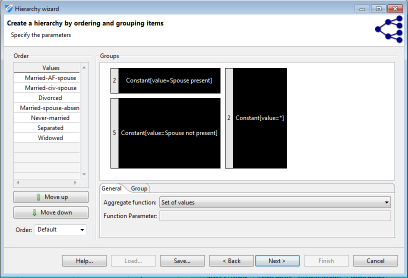 Hierarchy wizard
Create a hierarchy by ordering and grouping items
Specify the parameters
Order
Values
Married-AF-spouse
Married-civ-spouse
Divorced
Married-spouse-absen
Never-married
Separated
Widowed
Move up
Move down
Order: Default
Groups
2 Constant[value=Spouse present]
5 Constant[value=Spouse not present]
2 Constant[value=*]
General Group
Aggregate function: Set of values
Function Parameter:
Help... Load... Save... < Back Next > Finish Cancel